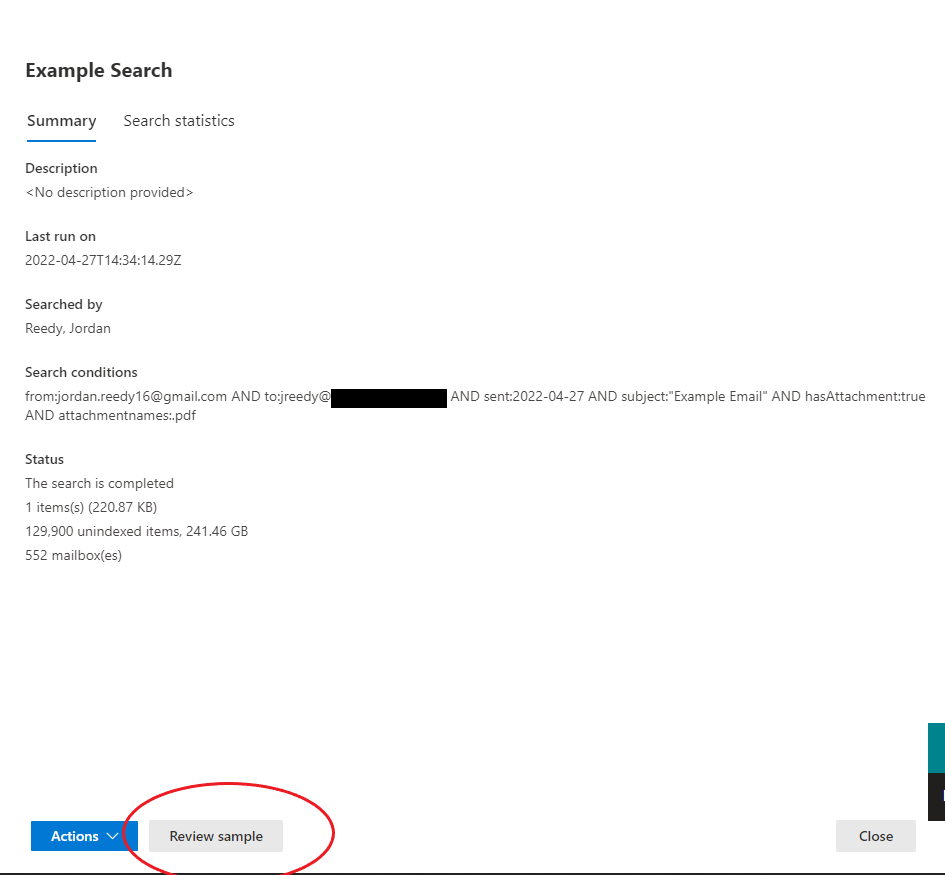 Example Search
Summary Search statistics
Description
<No description provided>
Last run on
2022-04-27T14:34:14.29Z
Searched by
Reedy, Jordan
Search conditions
from:jordan.reedy16@gmail.com AND to:jreedy@ AND sent:2022-04-27 AND subject:"Example Email" AND hasAttachment:true
AND attachmentnames:.pdf
Status
The search is completed
1 items(s) (220.87 KB)
129,900 unindexed items, 241.46 GB
552 mailbox(es)
Actions Review sample Close